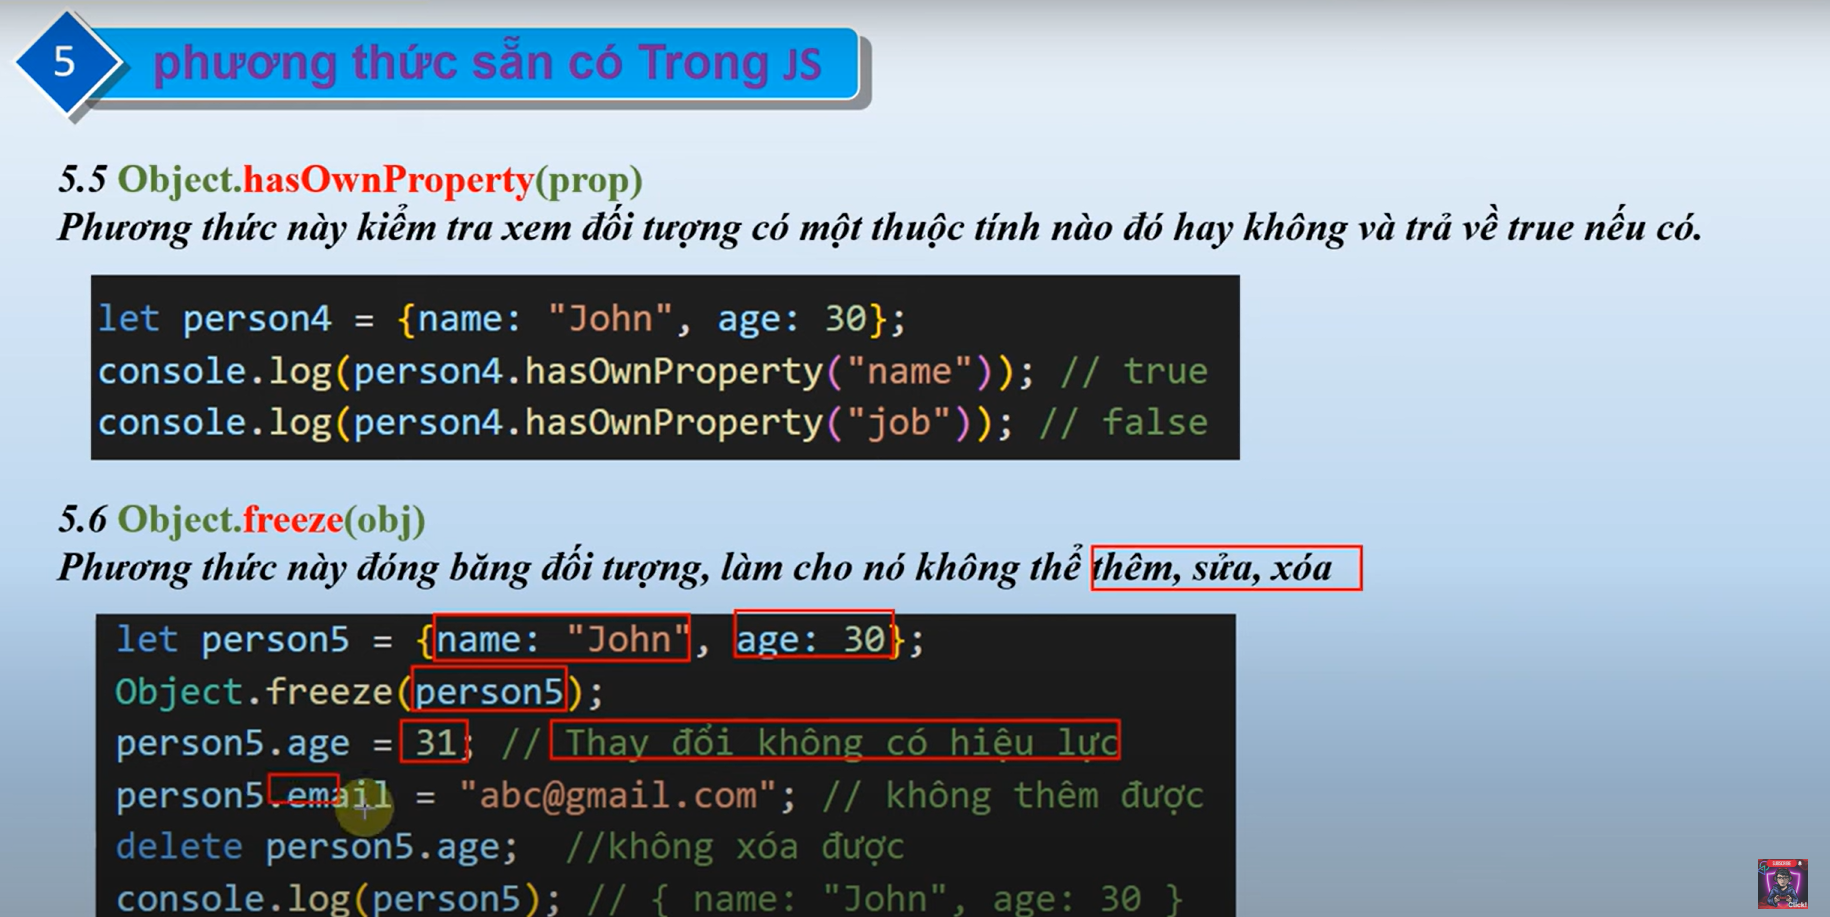 5
phương thức sẵn có Trong JS
5.5 Object.hasOwnProperty(prop)
Phương thức này kiểm tra xem đối tượng có một thuộc tính nào đó hay không và trả về true nếu có.
let person4 = {name: "John", age: 30};
console.log(person4.hasOwnProperty("name")); // true
console.log(person4.hasOwnProperty("job")); // false
5.6 Object.freeze(obj)
Phương thức này đóng băng đối tượng, làm cho nó không thể thêm, sửa, xóa
let person5 = {name: "John", age: 30};
Object.freeze(person5);
person5.age = 31; // Thay đổi không có hiệu lực
person5.email = "abc@gmail.com"; // không thêm được
delete person5.age; //không xóa được
console.log(person5); // { name: "John", age: 30 }
Click!